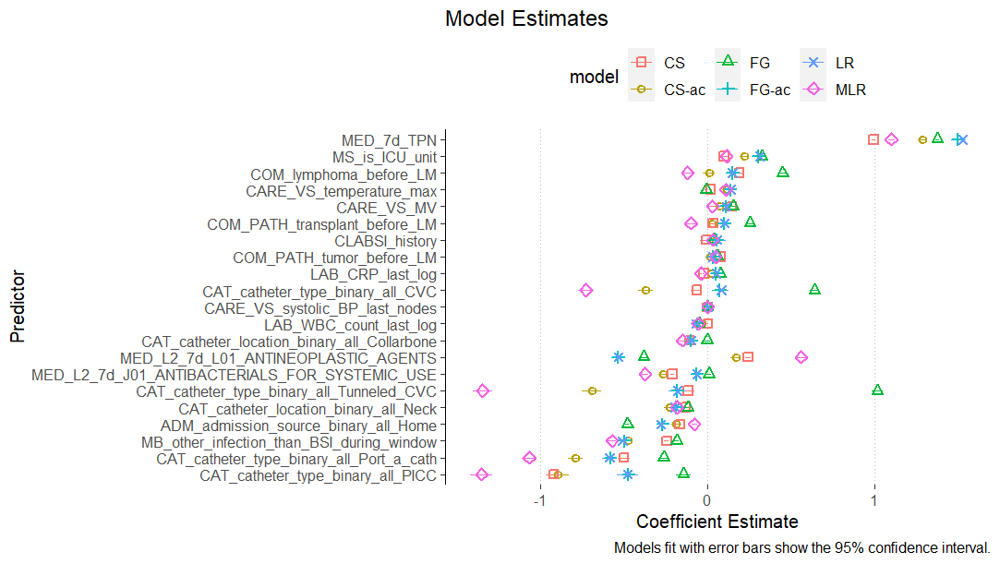 Model Estimates
model
CS
FG
LR
CS-ac
FG-ac
MLR
Predictor
MED_7d_TPN
MS_is_ICU_unit
COM_lymphoma_before_LM
CARE_VS_temperature_max
CARE_VS_MV
COM_PATH_transplant_before_LM
CLABSI_history
COM_PATH_tumor_before_LM
LAB_CRP_last_log
CAT_catheter_type_binary_all_CVC
CARE_VS_systolic_BP_last_nodes
LAB_WBC_count_last_log
CAT_catheter_location_binary_all_Collarbone
MED_L2_7d_L01_ANTINEOPLASTIC_AGENTS
MED_L2_7d_J01_ANTIBACTERIALS_FOR_SYSTEMIC_USE
CAT_catheter_type_binary_all_Tunneled_CVC
CAT_catheter_location_binary_all_Neck
ADM_admission_source_binary_all_Home
MB_other_infection_than_BSI_during_window
CAT_catheter_type_binary_all_Port_a_cath
CAT_catheter_type_binary_all_PICC
-1
0
1
Coefficient Estimate
Models fit with error bars show the 95% confidence interval.